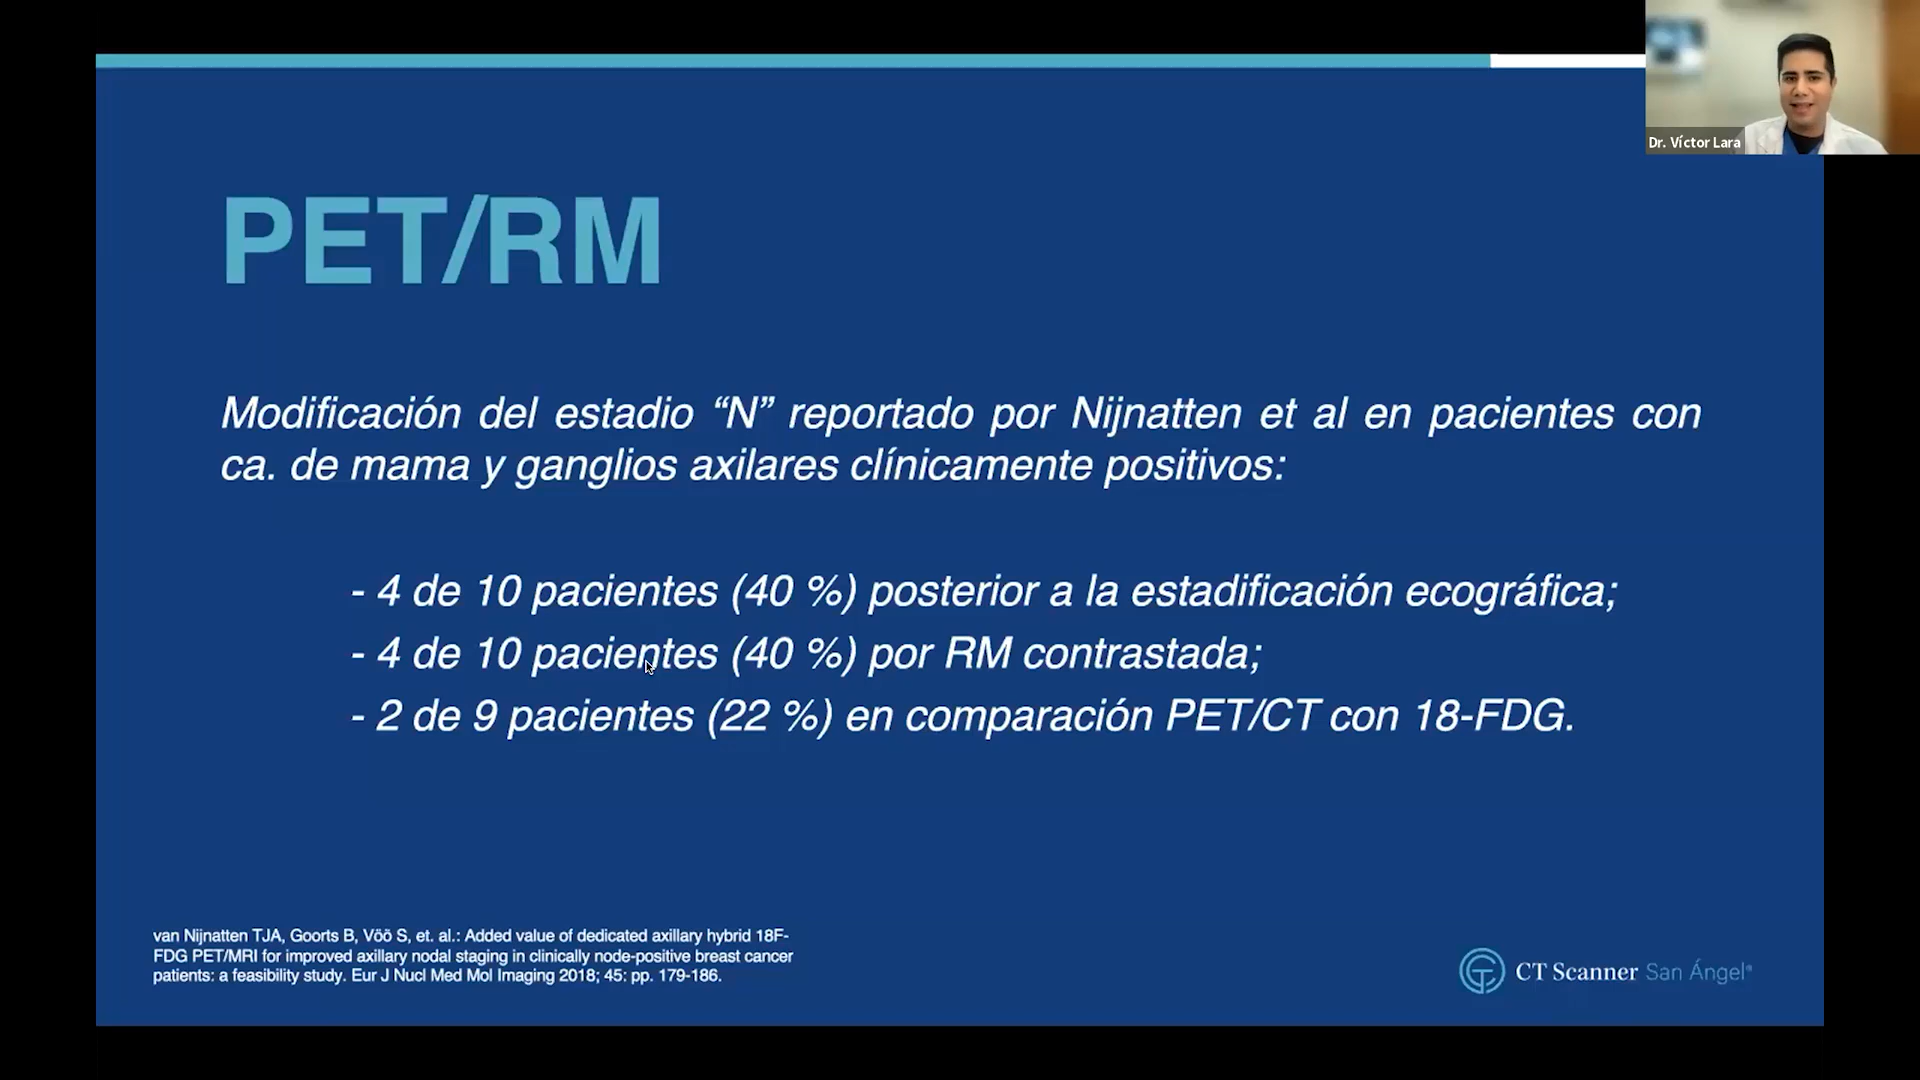 Dr. Víctor Lara
PET/RM
Modificación del estadio “N” reportado por Nijnatten et al en pacientes con
ca. de mama y ganglios axilares clínicamente positivos:
- 4 de 10 pacientes (40 %) posterior a la estadificación ecográfica;
- 4 de 10 pacientes (40 %) por RM contrastada;
- 2 de 9 pacientes (22 %) en comparación PET/CT con 18-FDG.
van Nijnatten TJA, Goorts B, Vöö S, et. al.: Added value of dedicated axillary hybrid 18F-
FDG PET/MRI for improved axillary nodal staging in clinically node-positive breast cancer
patients: a feasibility study. Eur J Nucl Med Mol Imaging 2018; 45: pp. 179-186.
CT Scanner San Ángel®